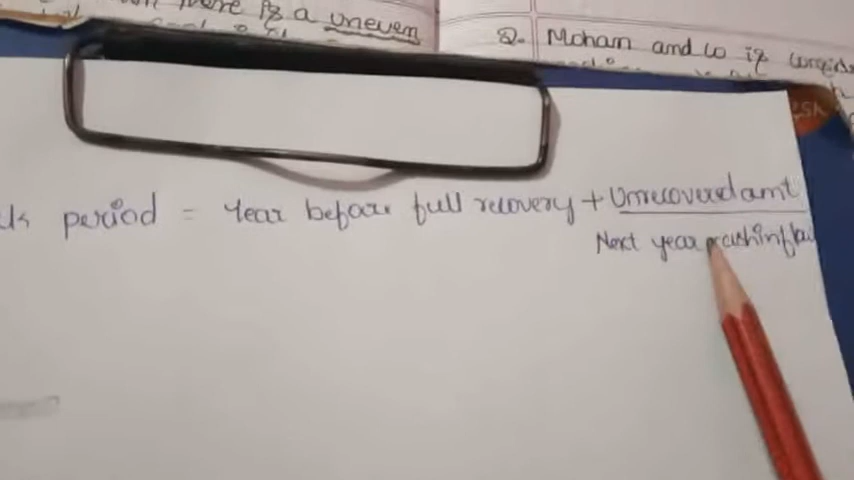 there is a uneven
Q. Mohan and co is
period = Year before full recovery + Unrecovered amt
Next year cashinflow